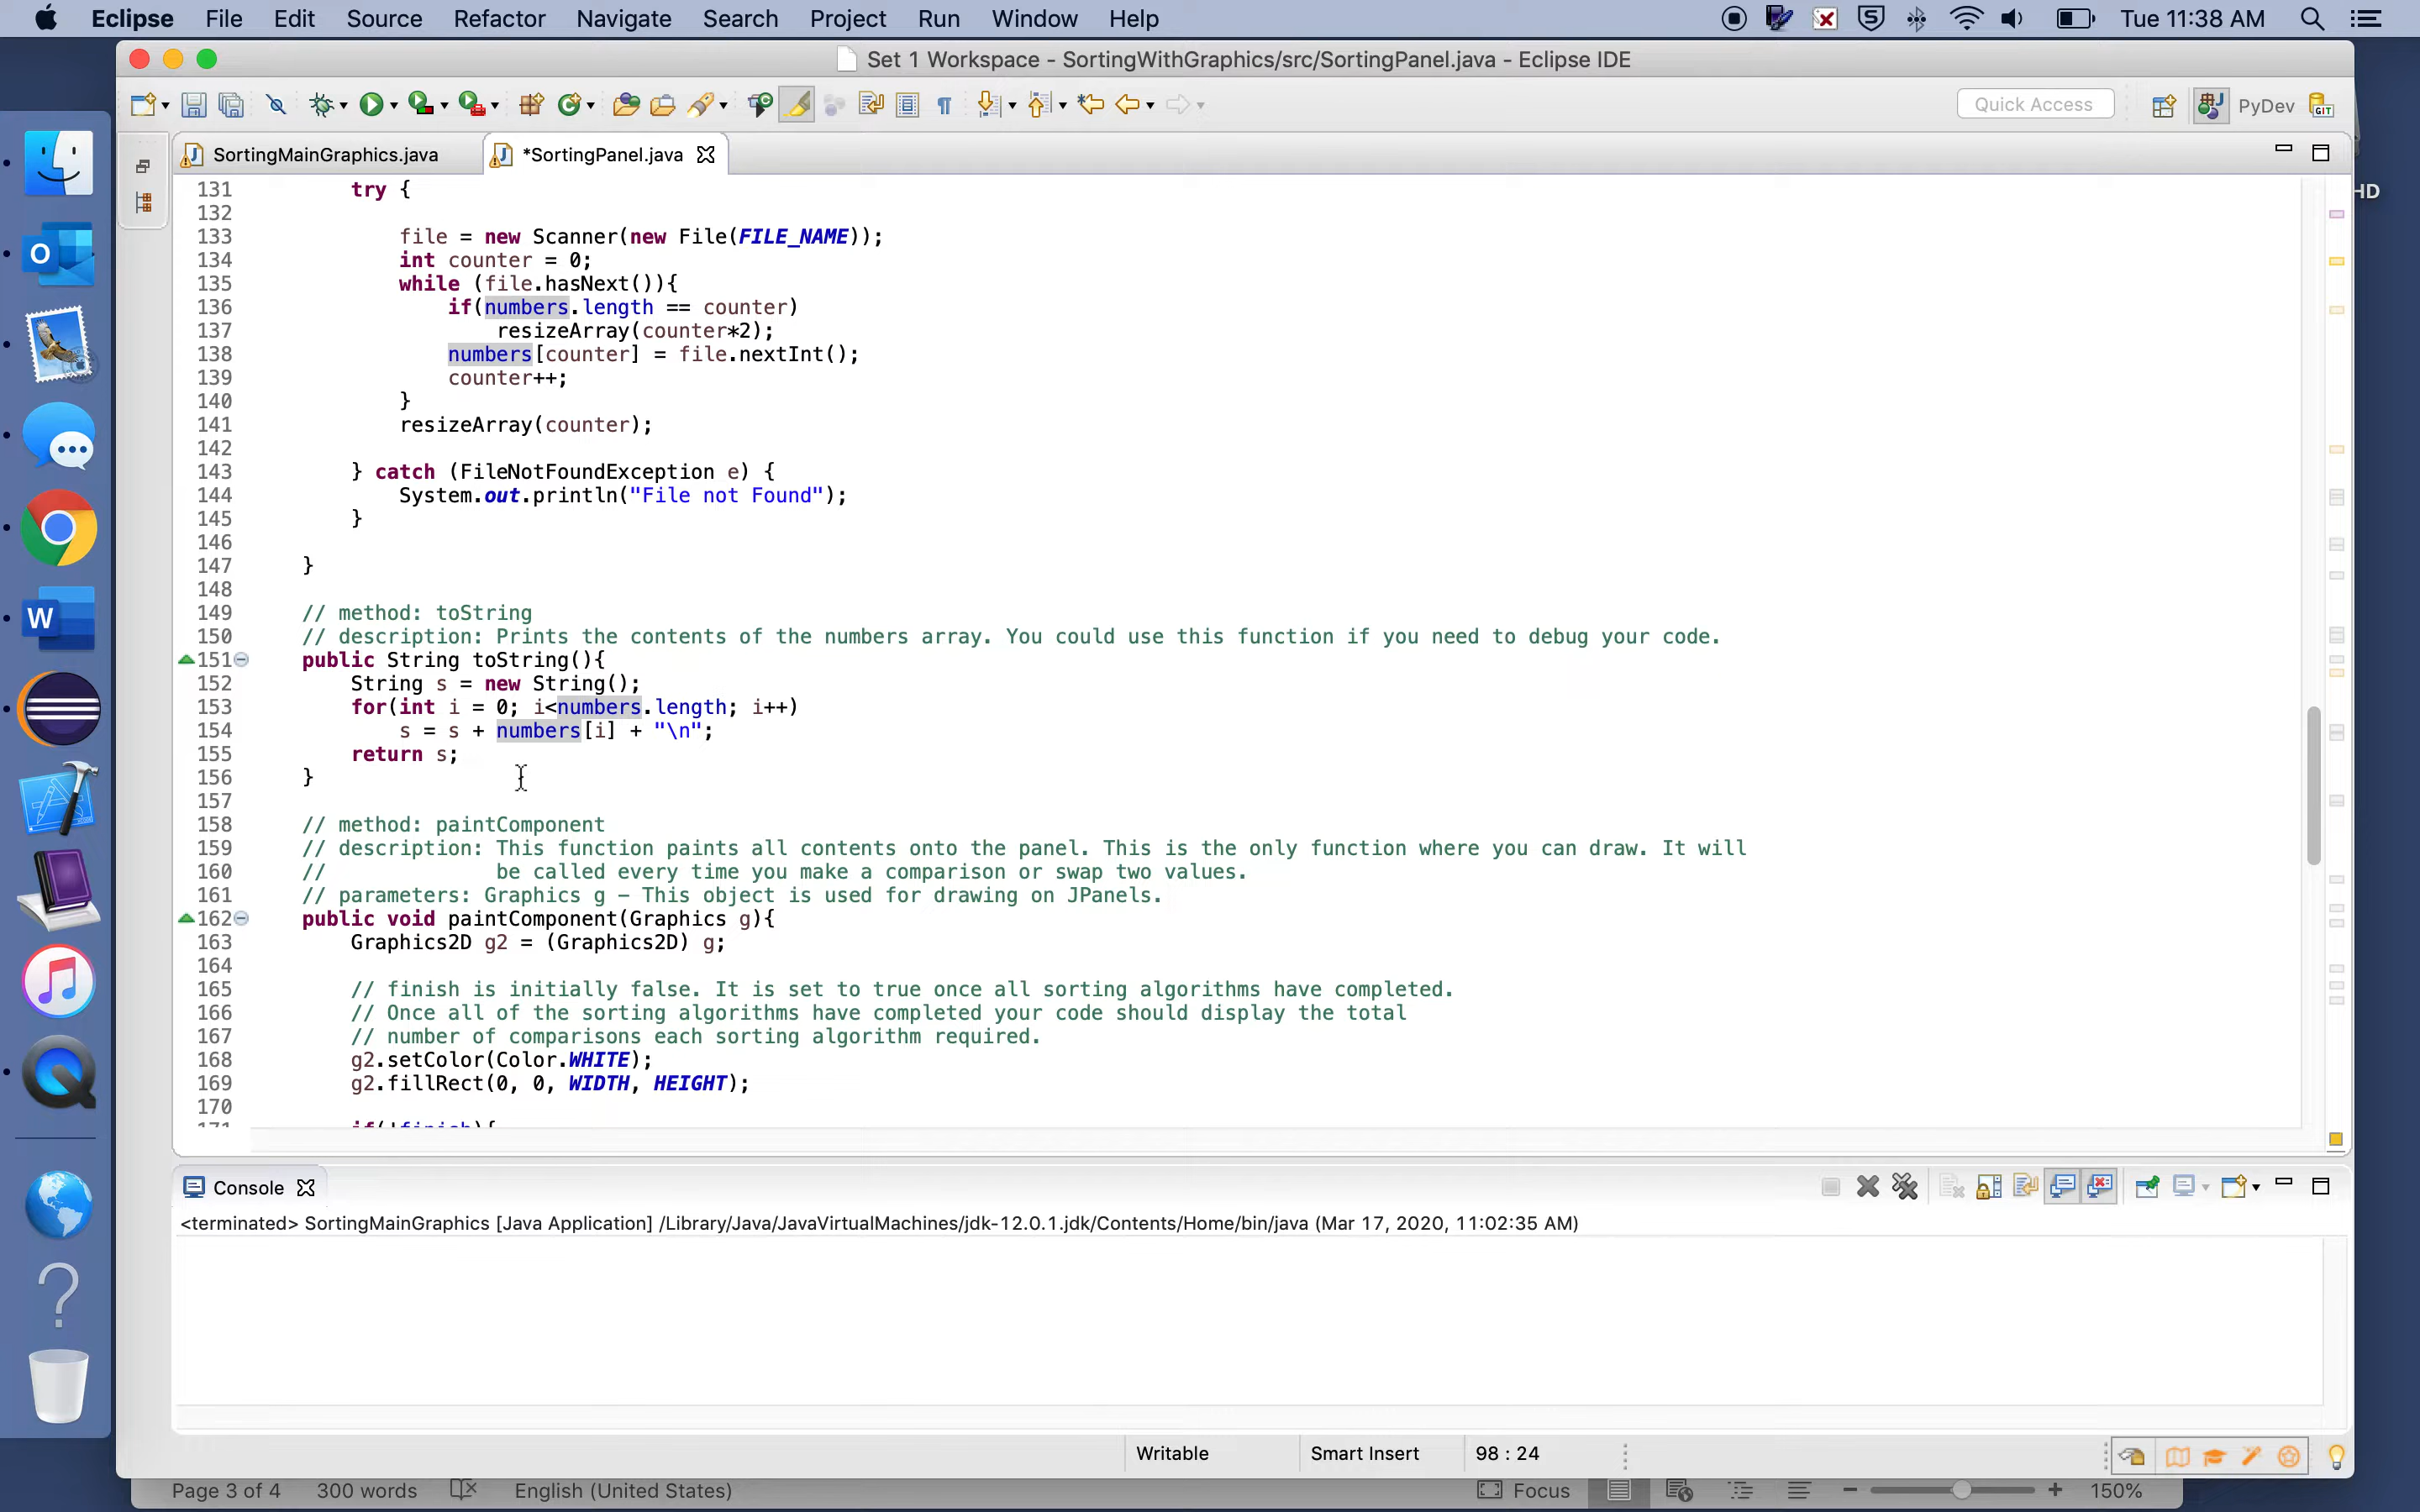 Eclipse File Edit Source Refactor Navigate Search Project Run Window Help Tue 11:38 AM
Set 1 Workspace - SortingWithGraphics/src/SortingPanel.java - Eclipse IDE
Quick Access PyDev
SortingMainGraphics.java *SortingPanel.java
HD
131 try {
132
133 file = new Scanner(new File(FILE_NAME));
134 int counter = 0;
135 while (file.hasNext()){
136 if(numbers.length == counter)
137 resizeArray(counter*2);
138 numbers[counter] = file.nextInt();
139 counter++;
140 }
141 resizeArray(counter);
142
143 } catch (FileNotFoundException e) {
144 System.out.println("File not Found");
145 }
146
147 }
148
149 // method: toString
150 // description: Prints the contents of the numbers array. You could use this function if you need to debug your code.
151 public String toString(){
152 String s = new String();
153 for(int i = 0; i<numbers.length; i++)
154 s = s + numbers[i] + "\n";
155 return s;
156 }
157
158 // method: paintComponent
159 // description: This function paints all contents onto the panel. This is the only function where you can draw. It will
160 // be called every time you make a comparison or swap two values.
161 // parameters: Graphics g – This object is used for drawing on JPanels.
162 public void paintComponent(Graphics g){
163 Graphics2D g2 = (Graphics2D) g;
164
165 // finish is initially false. It is set to true once all sorting algorithms have completed.
166 // Once all of the sorting algorithms have completed your code should display the total
167 // number of comparisons each sorting algorithm required.
168 g2.setColor(Color.WHITE);
169 g2.fillRect(0, 0, WIDTH, HEIGHT);
170
171 if(!finish){
Console
<terminated> SortingMainGraphics [Java Application] /Library/Java/JavaVirtualMachines/jdk-12.0.1.jdk/Contents/Home/bin/java (Mar 17, 2020, 11:02:35 AM)
Writable Smart Insert 98 : 24
Page 3 of 4 300 words English (United States) Focus 150%